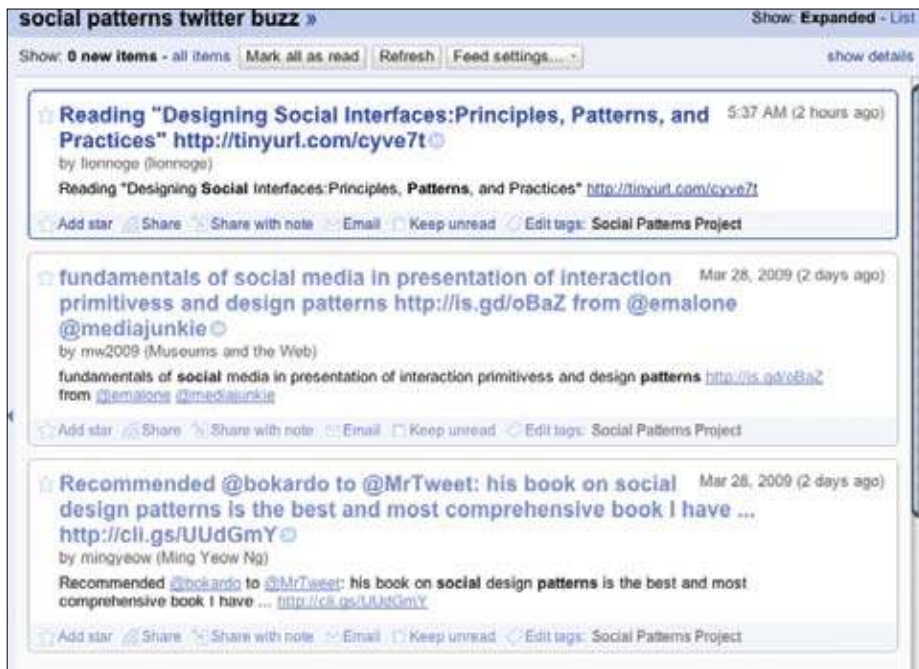 social patterns twitter buzz » Show: Expanded - List
Show: 0 new items - all items Mark all as read Refresh Feed settings... show details
Reading "Designing Social Interfaces:Principles, Patterns, and 5:37 AM (2 hours ago)
Practices" http://tinyurl.com/cyve7t
by lionnoge (lionnoge)
Reading "Designing Social Interfaces:Principles, Patterns, and Practices" http://tinyurl.com/cyve7t
Add star Share Share with note Email Keep unread Edit tags: Social Patterns Project
fundamentals of social media in presentation of interaction Mar 28, 2009 (2 days ago)
primitivess and design patterns http://is.gd/oBaZ from @emalone
@mediajunkie
by mw2009 (Museums and the Web)
fundamentals of social media in presentation of interaction primitivess and design patterns http://is.gd/oBaZ
from @emalone @mediajunkie
Add star Share Share with note Email Keep unread Edit tags: Social Patterns Project
Recommended @bokardo to @MrTweet: his book on social Mar 28, 2009 (2 days ago)
design patterns is the best and most comprehensive book I have ...
http://cli.gs/UUdGmY
by mingyeow (Ming Yeow Ng)
Recommended @bokardo to @MrTweet: his book on social design patterns is the best and most
comprehensive book I have ... http://cli.gs/UUdGmY
Add star Share Share with note Email Keep unread Edit tags: Social Patterns Project